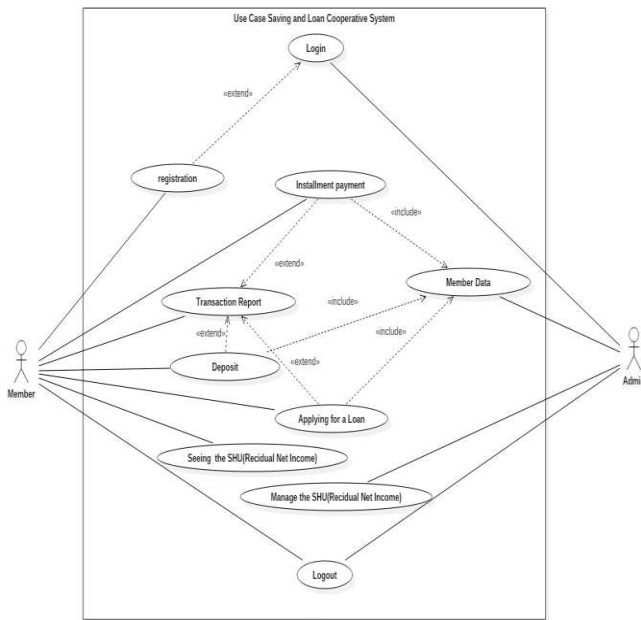 Use Case Saving and Loan Cooperative System
Login
«extend»
registration
Installment payment
«include»
«extend»
Member Data
Transaction Report
«include»
«extend»
«include»
Deposit
«extend»
Member
Admi
Applying for a Loan
Seeing the SHU(Recidual Net Income)
Manage the SHU(Recidual Net Income)
Logout